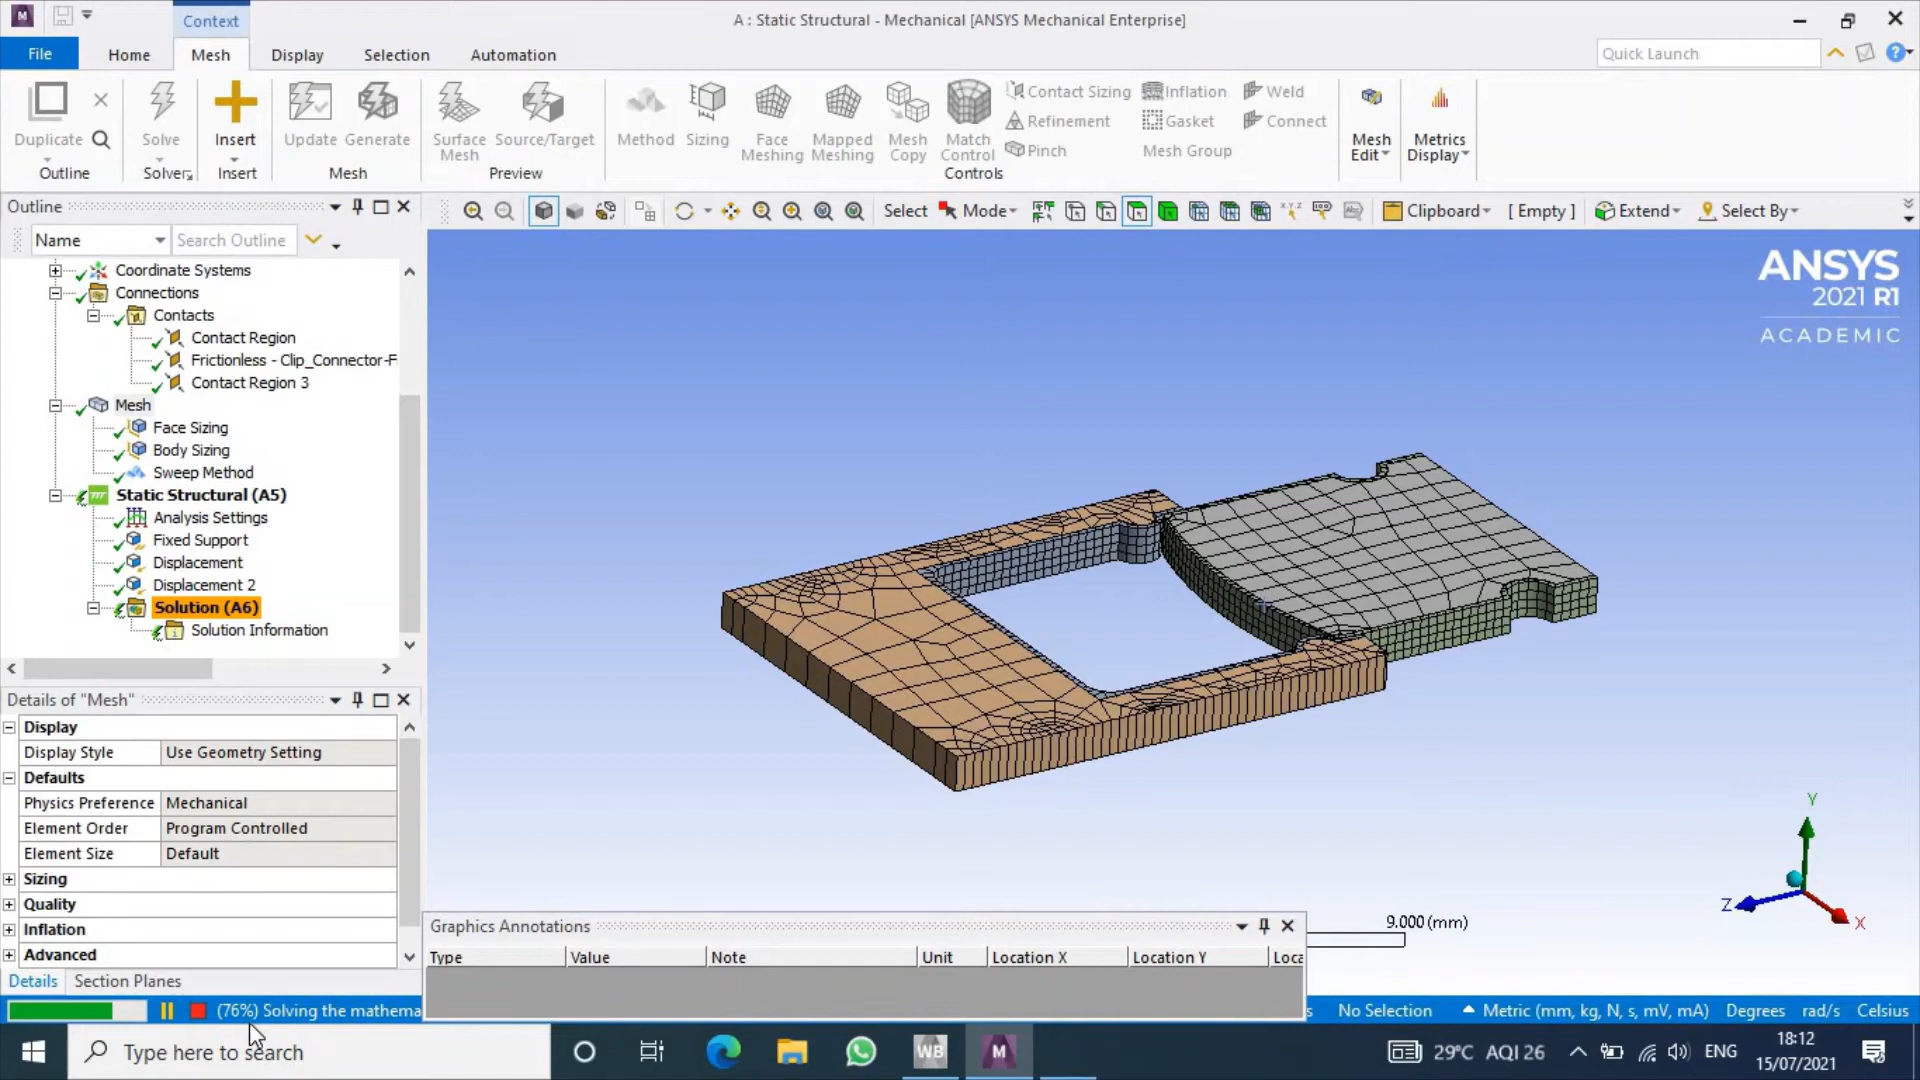 Context
A : Static Structural - Mechanical [ANSYS Mechanical Enterprise]
File Home Mesh Display Selection Automation
Quick Launch
Duplicate
Outline
Solve
Solver
Insert
Insert
Update Generate
Mesh
Surface Mesh
Source/Target
Preview
Method
Sizing
Face Meshing
Mapped Meshing
Mesh Copy
Match Control
Contact Sizing
Refinement
Pinch
Inflation
Gasket
Mesh Group
Weld
Connect
Controls
Mesh Edit
Metrics Display
Outline
Name
Search Outline
Select Mode
Clipboard [ Empty ] Extend Select By
Coordinate Systems
Connections
Contacts
Contact Region
Frictionless - Clip_Connector-F
Contact Region 3
Mesh
Face Sizing
Body Sizing
Sweep Method
Static Structural (A5)
Analysis Settings
Fixed Support
Displacement
Displacement 2
Solution (A6)
Solution Information
ANSYS
2021 R1
ACADEMIC
Details of "Mesh"
Display
Display Style Use Geometry Setting
Defaults
Physics Preference Mechanical
Element Order Program Controlled
Element Size Default
Sizing
Quality
Inflation
Advanced
Details Section Planes
Y
Z
X
9.000 (mm)
Graphics Annotations
Type Value Note Unit Location X Location Y Loca
(76%) Solving the mathema
s No Selection Metric (mm, kg, N, s, mV, mA) Degrees rad/s Celsius
Type here to search
WB
M
29°C AQI 26
ENG
18:12
15/07/2021